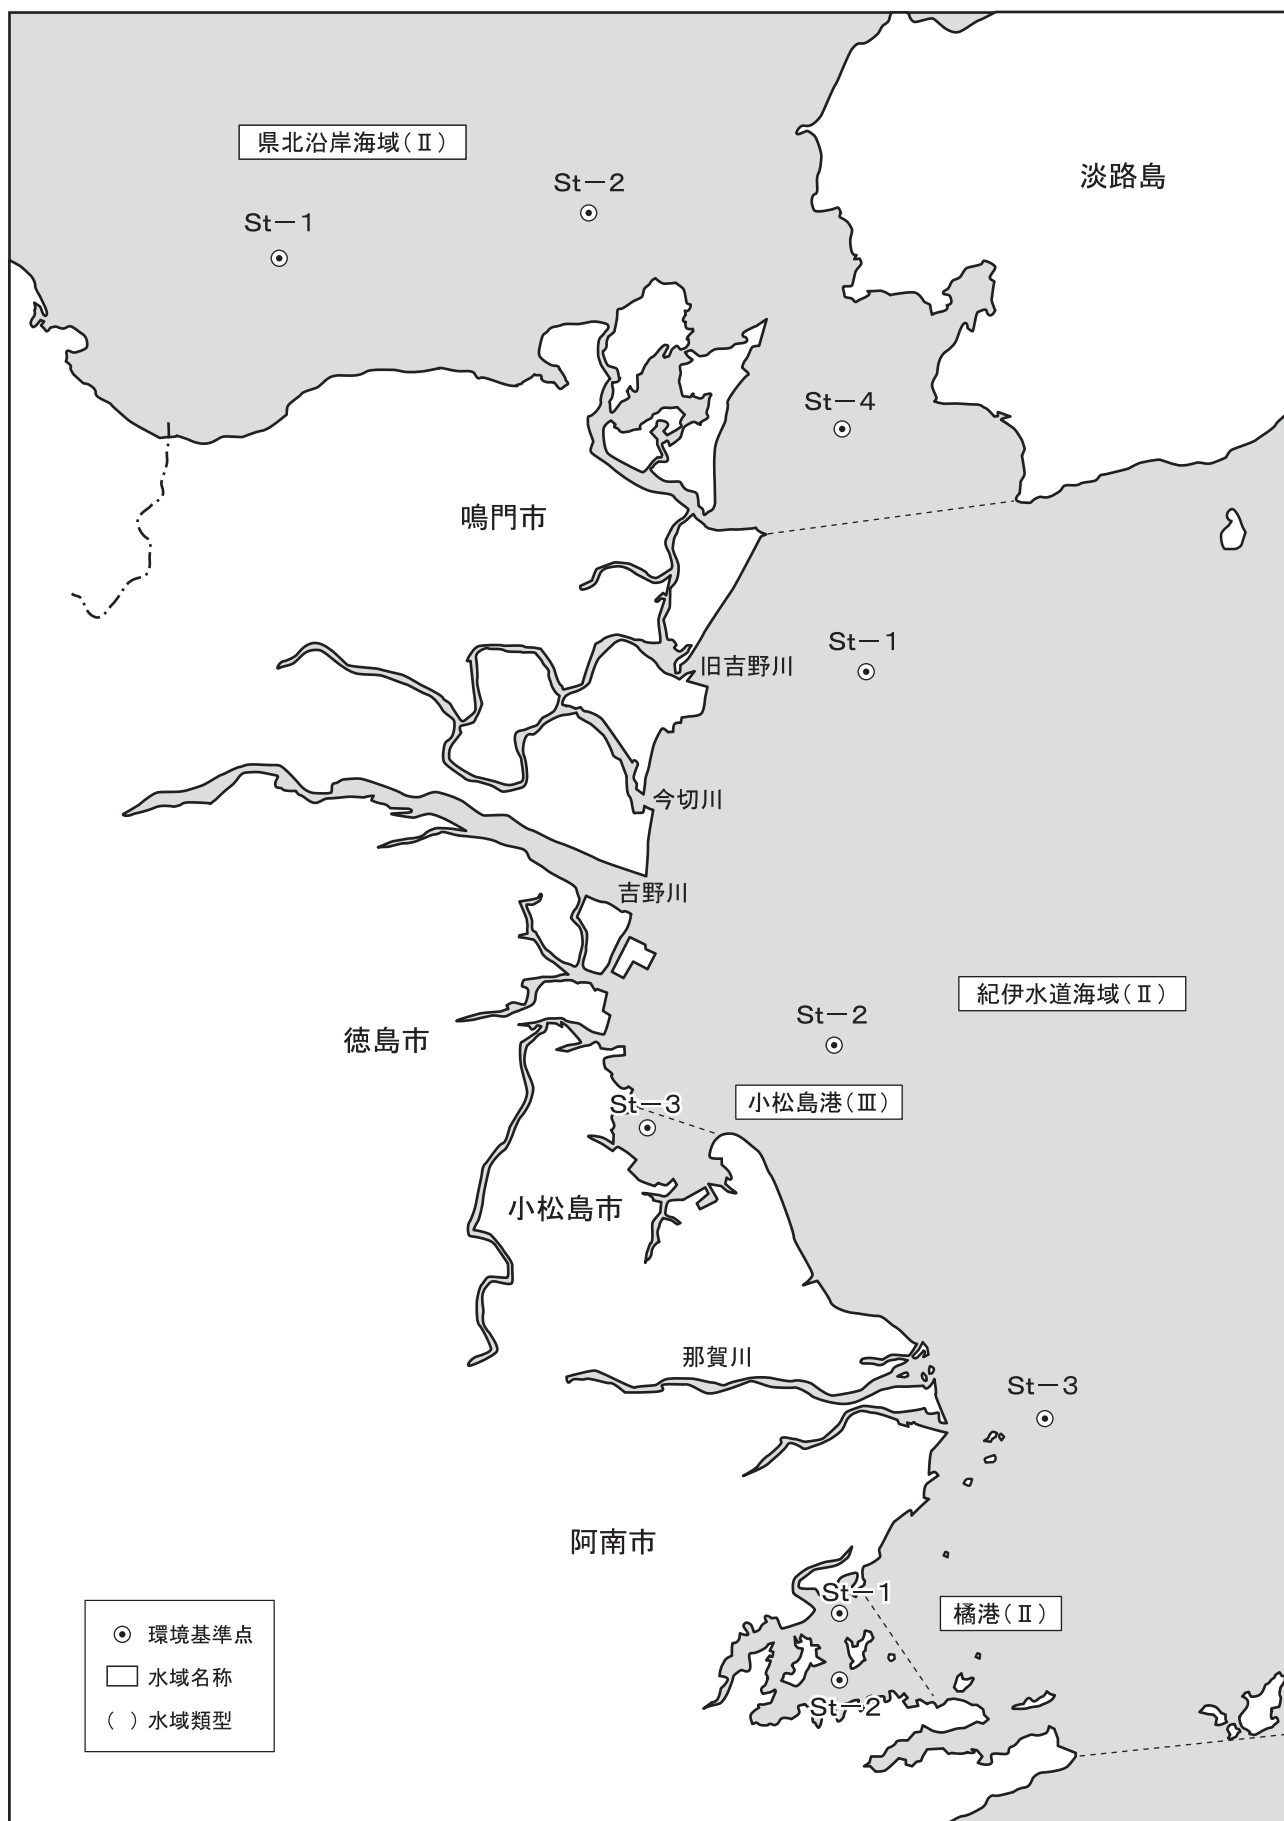 県北沿岸海域(Ⅱ)
淡路島
St−2
St−1
St−4
鳴門市
St−1
旧吉野川
今切川
吉野川
紀伊水道海域(Ⅱ)
St−2
徳島市
小松島港(Ⅲ)
St−3
小松島市
那賀川
St−3
阿南市
St−1
橘港(Ⅱ)
St−2
環境基準点
水域名称
( ) 水域類型